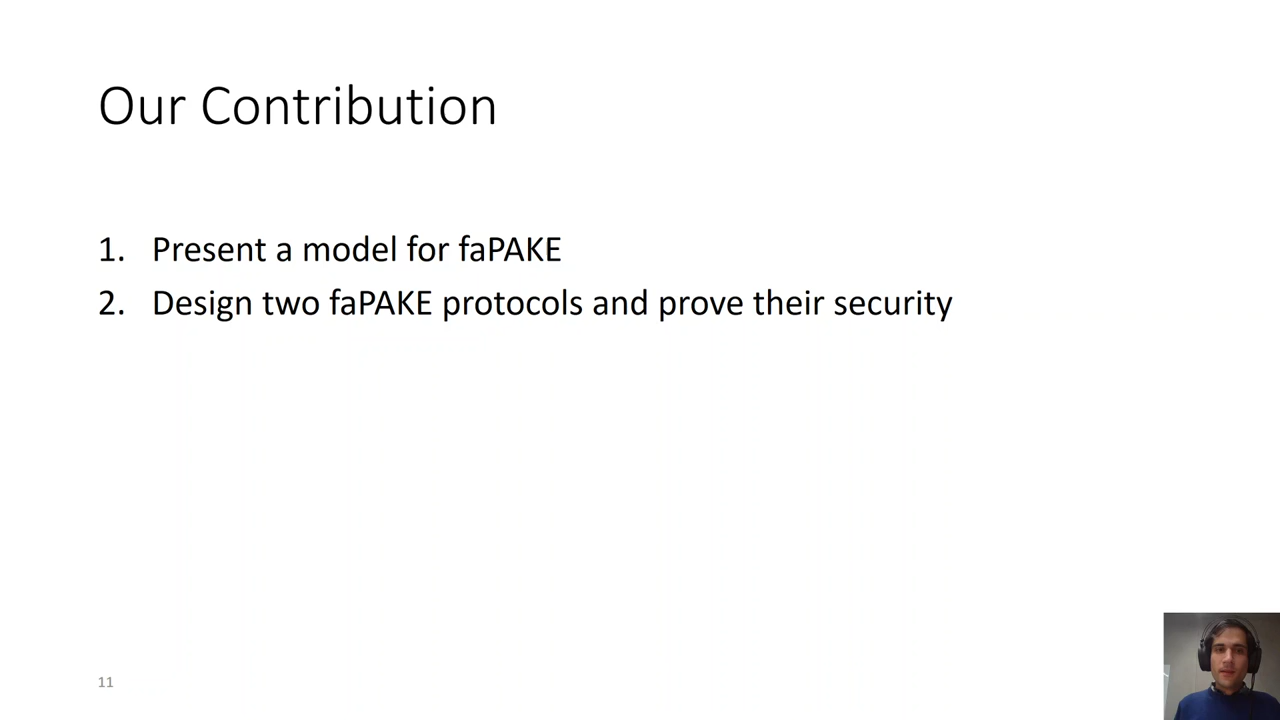 Our Contribution
1. Present a model for faPAKE
2. Design two faPAKE protocols and prove their security
11